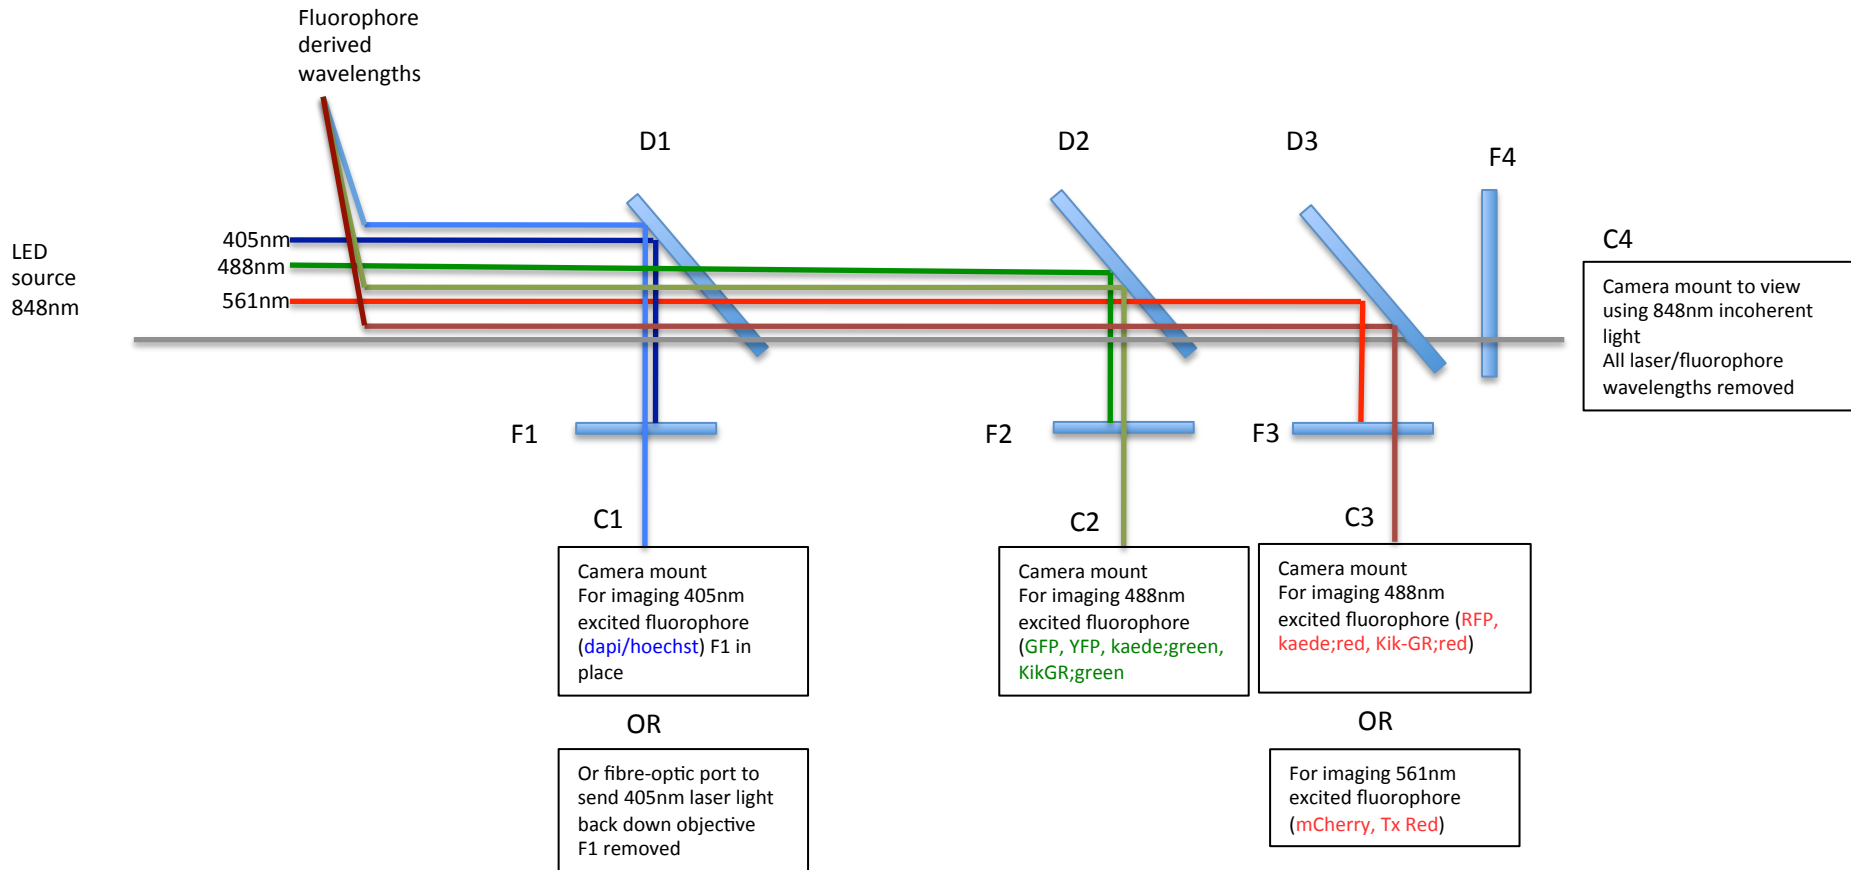 Fluorophore
derived
wavelengths
D1
D2
D3
F4
LED
source
848nm
405nm
488nm
561nm
C4
Camera mount to view
using 848nm incoherent
light
All laser/fluorophore
wavelengths removed
F1
F2
F3
C1
C2
C3
Camera mount
For imaging 405nm
excited fluorophore
(dapi/hoechst) F1 in
place
Camera mount
For imaging 488nm
excited fluorophore
(GFP, YFP, kaede;green,
KikGR;green
Camera mount
For imaging 488nm
excited fluorophore (RFP,
kaede;red, Kik-GR;red)
OR
OR
Or fibre-optic port to
send 405nm laser light
back down objective
F1 removed
For imaging 561nm
excited fluorophore
(mCherry, Tx Red)